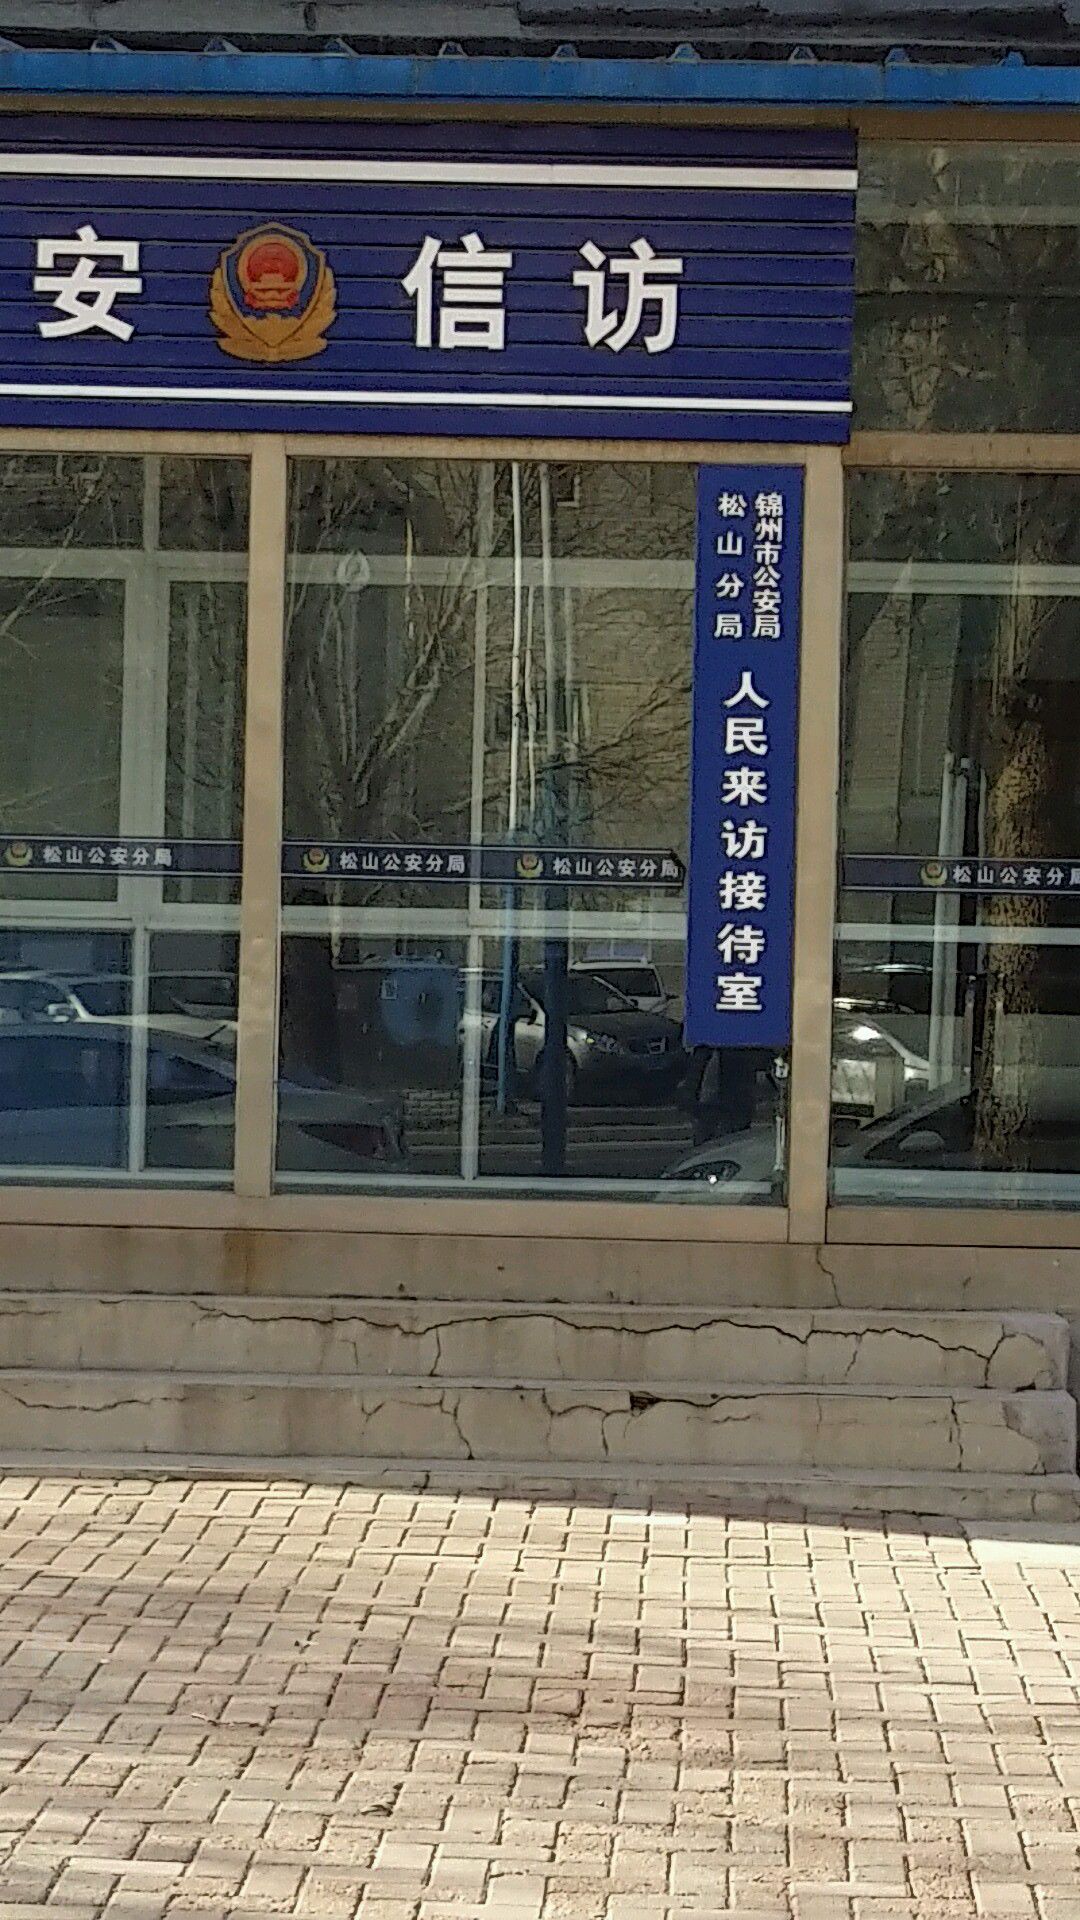 安 信访
锦州市公安局
松山分局
人民来访接待室
松山公安分局
松山公安分局
松山公安分局
松山公安分局